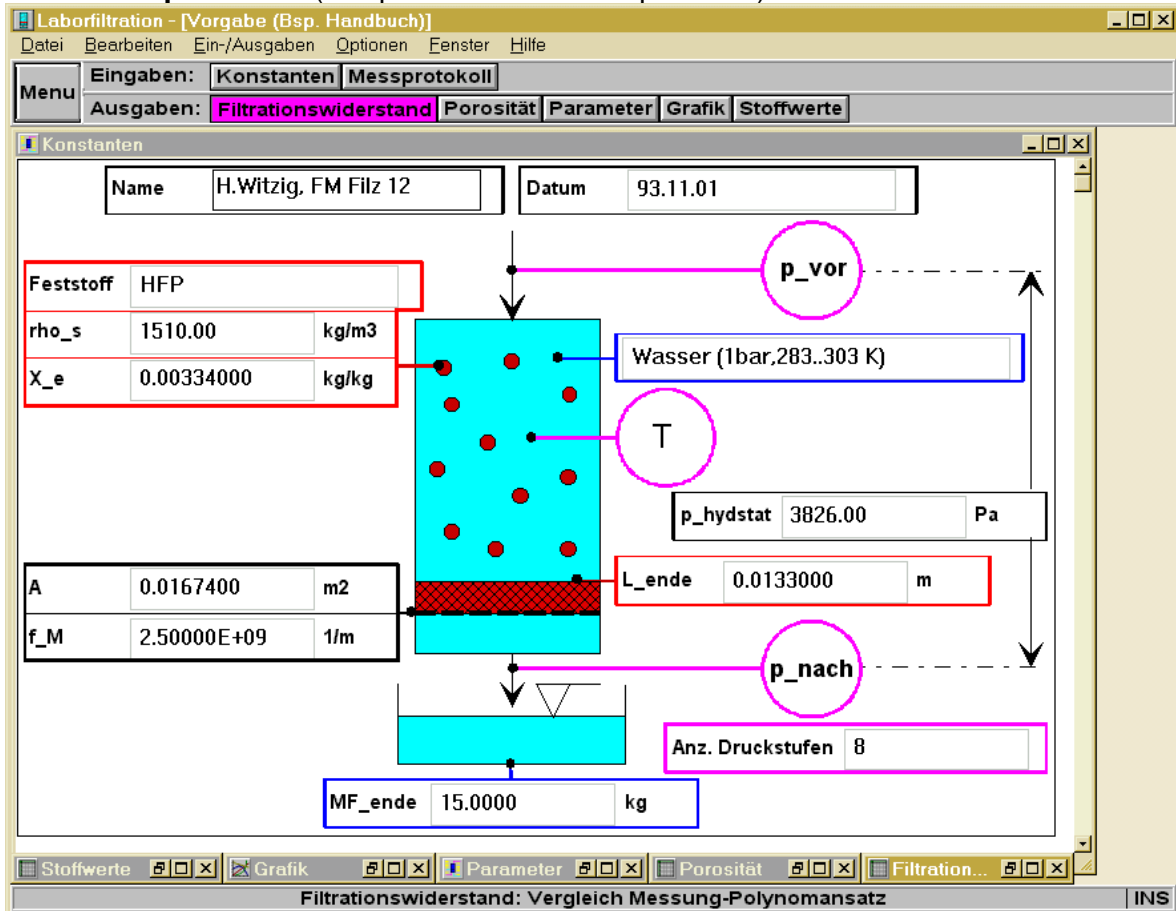 Laborfiltration - [Vorgabe (Bsp. Handbuch)]
Datei Bearbeiten Ein-/Ausgaben Optionen Fenster Hilfe
Menu
Eingaben: Konstanten Messprotokoll
Ausgaben: Filtrationswiderstand Porosität Parameter Grafik Stoffwerte
Konstanten
Name H.Witzig, FM Filz 12 Datum 93.11.01
p_vor
Feststoff HFP
rho_s 1510.00 kg/m3
X_e 0.00334000 kg/kg
Wasser (1bar,283..303 K)
T
p_hydstat 3826.00 Pa
A 0.0167400 m2
f_M 2.50000E+09 1/m
L_ende 0.0133000 m
p_nach
Anz. Druckstufen 8
MF_ende 15.0000 kg
Stoffwerte Grafik Parameter Porosität Filtration...
Filtrationswiderstand: Vergleich Messung-Polynomansatz INS